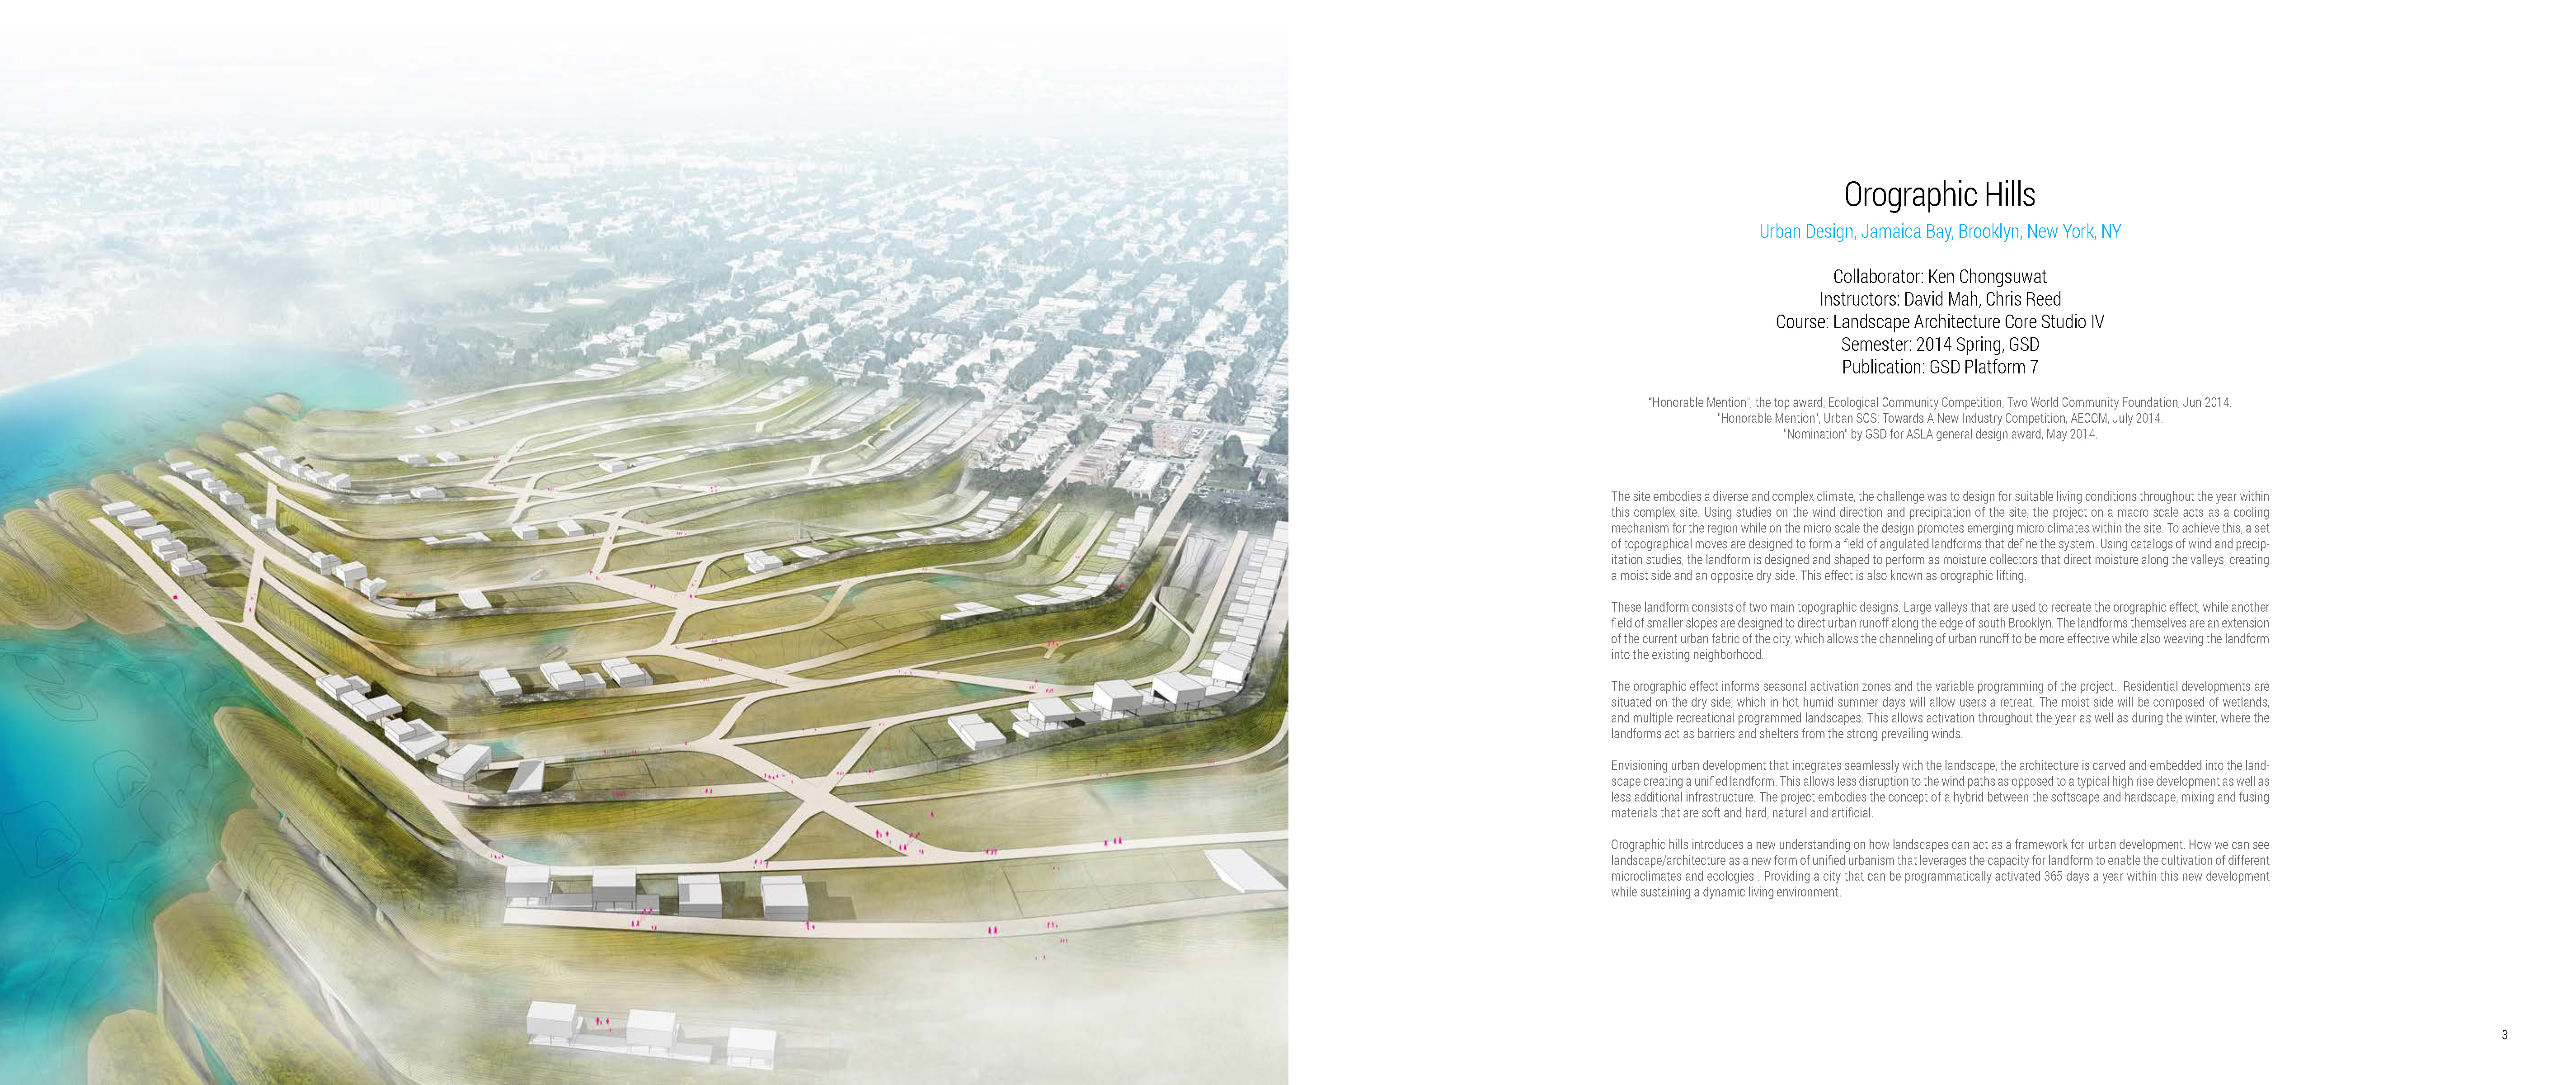 Orographic Hills
Urban Design, Jamaica Bay, Brooklyn, New York, NY
Collaborator: Ken Chongsuwat
Instructors: David Mah, Chris Reed
Course: Landscape Architecture Core Studio IV
Semester: 2014 Spring, GSD
Publication: GSD Platform 7
"Honorable Mention", the top award, Ecological Community Competition, Two World Community Foundation, Jun 2014.
"Honorable Mention", Urban SOS: Towards A New Industry Competition, AECOM, July 2014.
"Nomination" by GSD for ASLA general design award, May 2014.
The site embodies a diverse and complex climate, the challenge was to design for suitable living conditions throughout the year within
this complex site. Using studies on the wind direction and precipitation of the site, the project on a macro scale acts as a cooling
mechanism for the region while on the micro scale the design promotes emerging micro climates within the site. To achieve this, a set
of topographical moves are designed to form a field of angulated landforms that define the system. Using catalogs of wind and precip-
itation studies, the landform is designed and shaped to perform as moisture collectors that direct moisture along the valleys, creating
a moist side and an opposite dry side. This effect is also known as orographic lifting.
These landform consists of two main topographic designs. Large valleys that are used to recreate the orographic effect, while another
field of smaller slopes are designed to direct urban runoff along the edge of south Brooklyn. The landforms themselves are an extension
of the current urban fabric of the city, which allows the channeling of urban runoff to be more effective while also weaving the landform
into the existing neighborhood.
The orographic effect informs seasonal activation zones and the variable programming of the project.  Residential developments are
situated on the dry side, which in hot humid summer days will allow users a retreat. The moist side will be composed of wetlands,
and multiple recreational programmed landscapes. This allows activation throughout the year as well as during the winter, where the
landforms act as barriers and shelters from the strong prevailing winds.
Envisioning urban development that integrates seamlessly with the landscape, the architecture is carved and embedded into the land-
scape creating a unified landform. This allows less disruption to the wind paths as opposed to a typical high rise development as well as
less additional infrastructure. The project embodies the concept of a hybrid between the softscape and hardscape, mixing and fusing
materials that are soft and hard, natural and artificial.
Orographic hills introduces a new understanding on how landscapes can act as a framework for urban development. How we can see
landscape/architecture as a new form of unified urbanism that leverages the capacity for landform to enable the cultivation of different
microclimates and ecologies . Providing a city that can be programmatically activated 365 days a year within this new development
while sustaining a dynamic living environment.
3